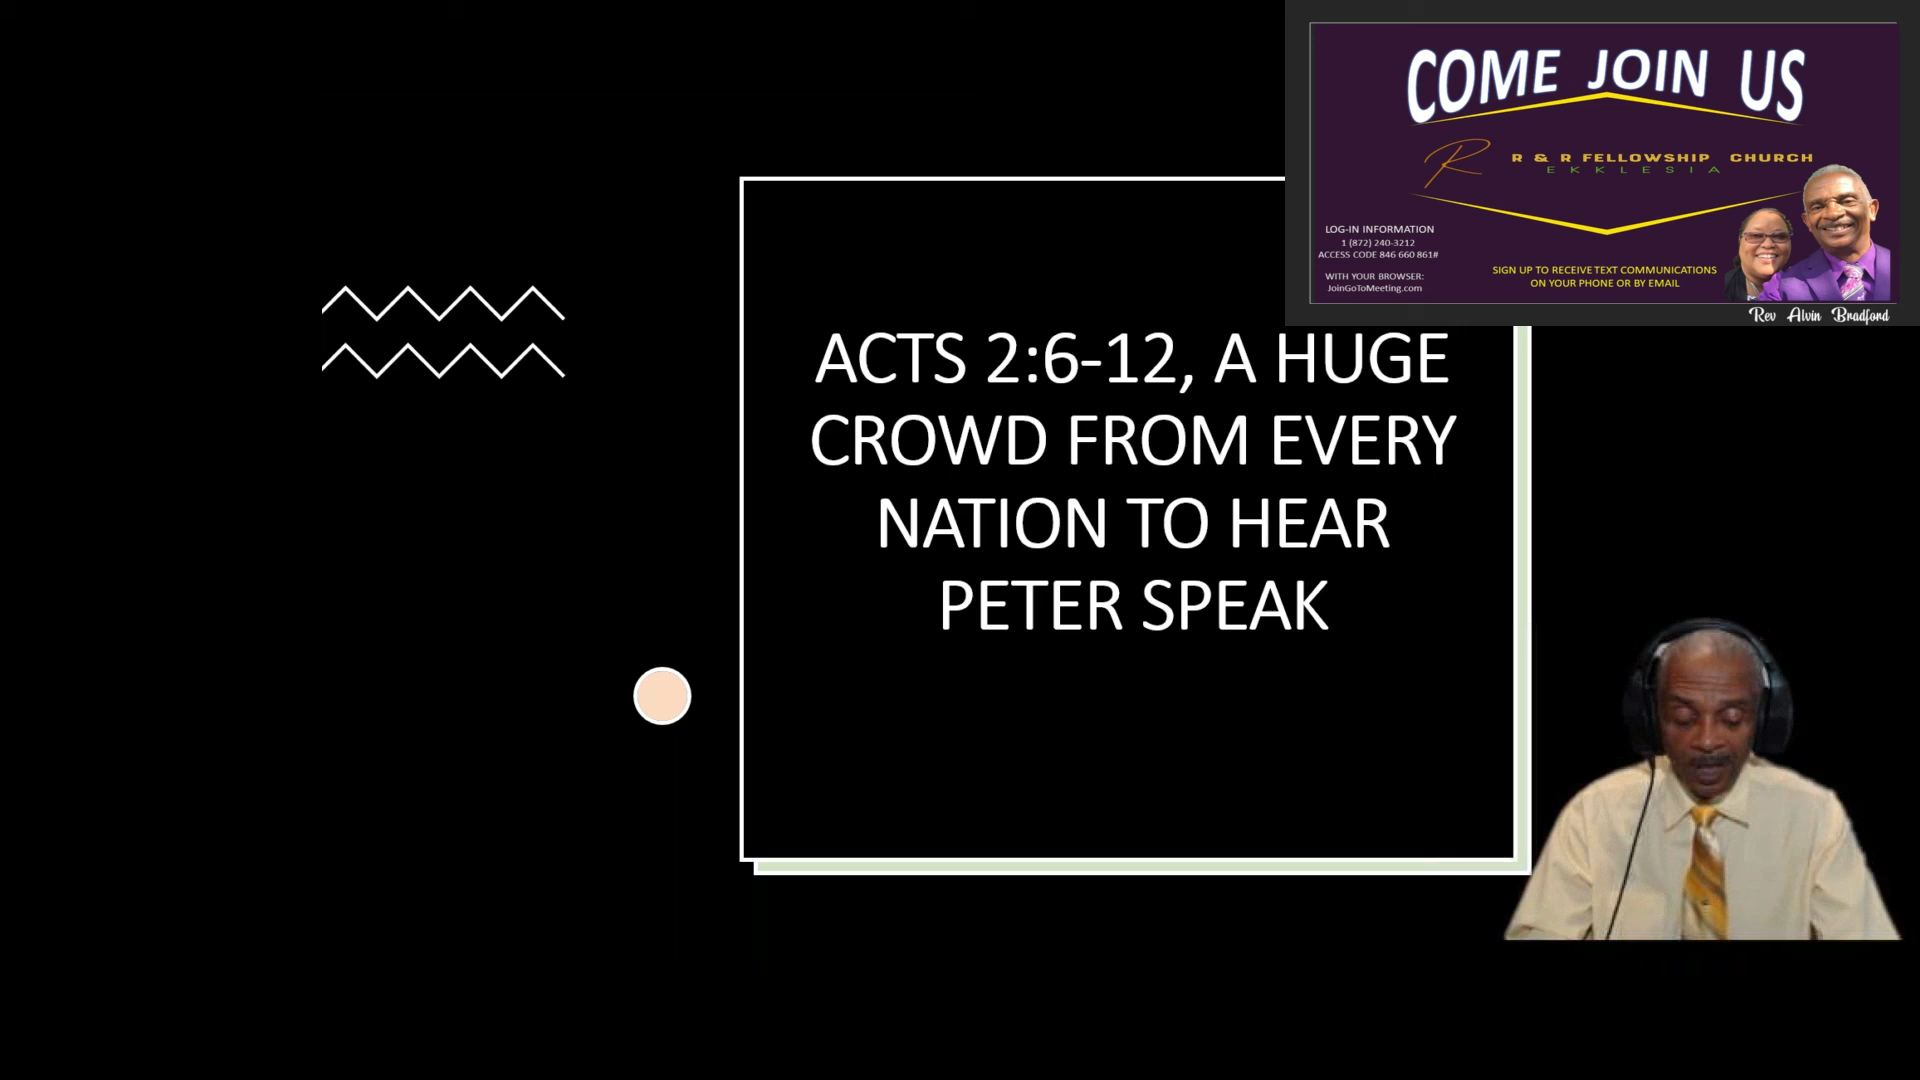 COME JOIN US
R
R & R FELLOWSHIP CHURCH
EKKLESIA
LOG-IN INFORMATION
1 (872) 240-3212
ACCESS CODE 846 660 861#
WITH YOUR BROWSER:
JoinGoToMeeting.com
SIGN UP TO RECEIVE TEXT COMMUNICATIONS
ON YOUR PHONE OR BY EMAIL
Rev Alvin Bradford
ACTS 2:6-12, A HUGE
CROWD FROM EVERY
NATION TO HEAR
PETER SPEAK